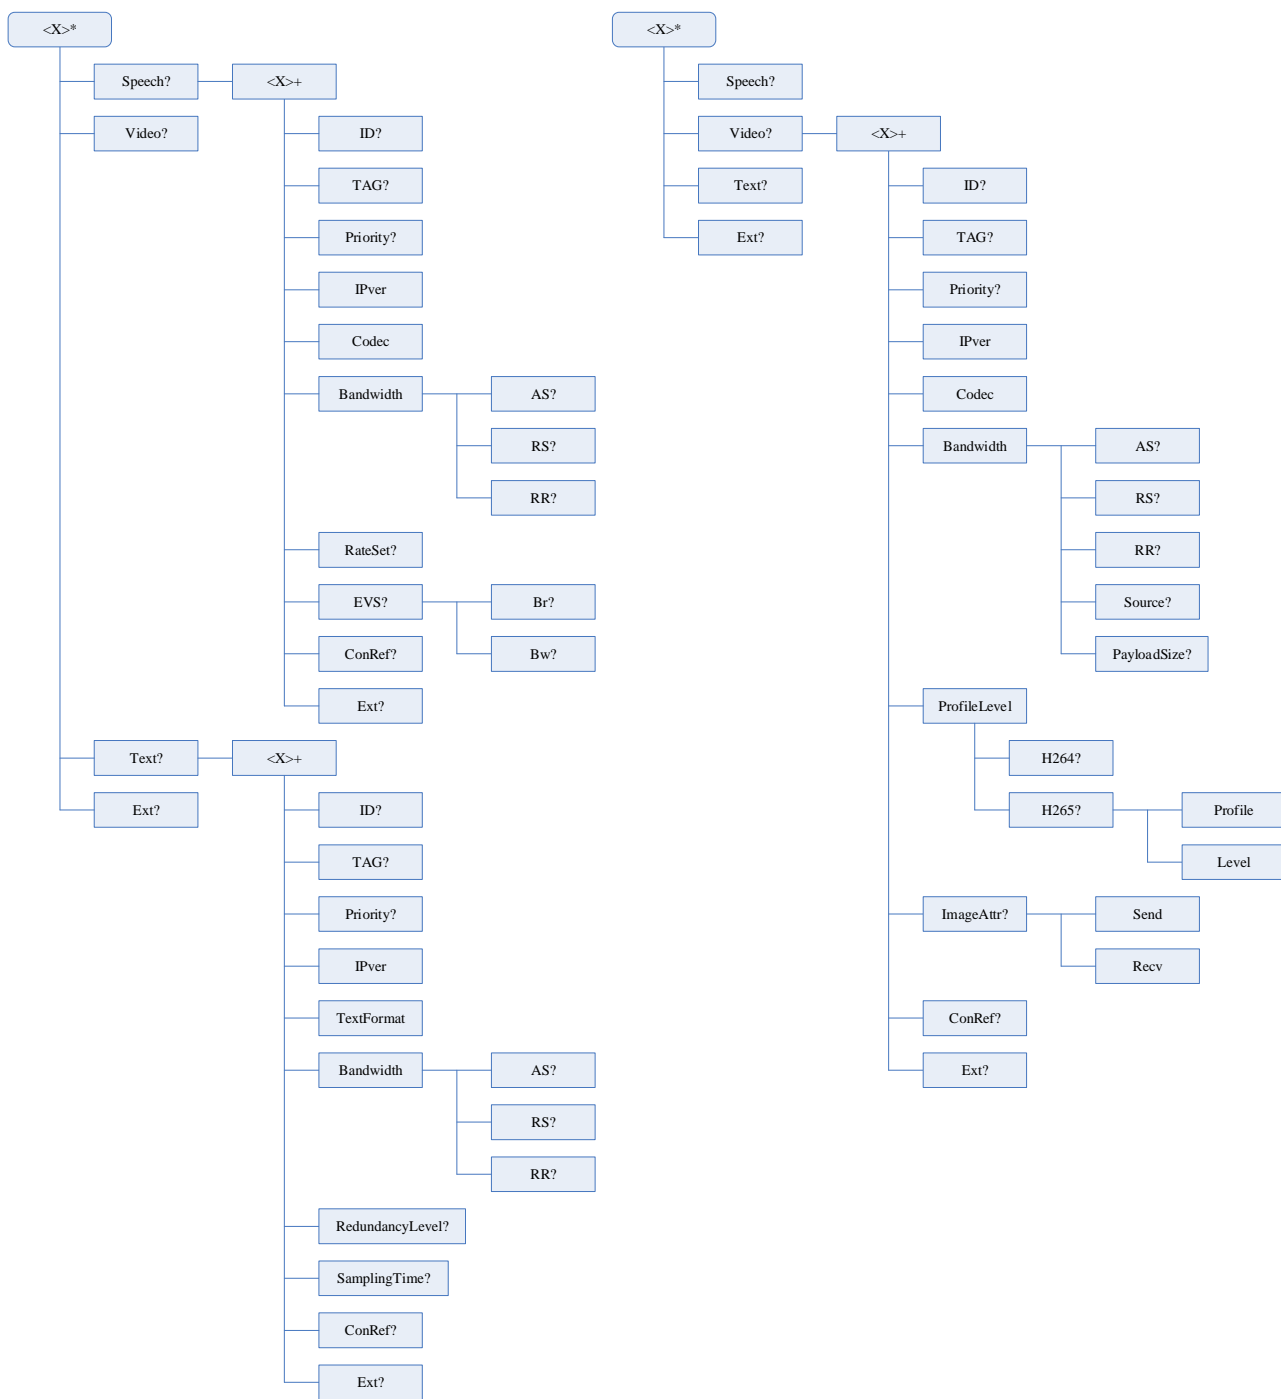 <X>*
Speech?
<X>+
Video?
ID?
TAG?
Priority?
IPver
Codec
Bandwidth
AS?
RS?
RR?
RateSet?
EVS?
Br?
Bw?
ConRef?
Ext?
Text?
<X>+
Ext?
ID?
TAG?
Priority?
IPver
TextFormat
Bandwidth
AS?
RS?
RR?
RedundancyLevel?
SamplingTime?
ConRef?
Ext?
<X>*
Speech?
Video?
<X>+
Text?
ID?
Ext?
TAG?
Priority?
IPver
Codec
Bandwidth
AS?
RS?
RR?
Source?
PayloadSize?
ProfileLevel
H264?
H265?
Profile
Level
ImageAttr?
Send
Recv
ConRef?
Ext?